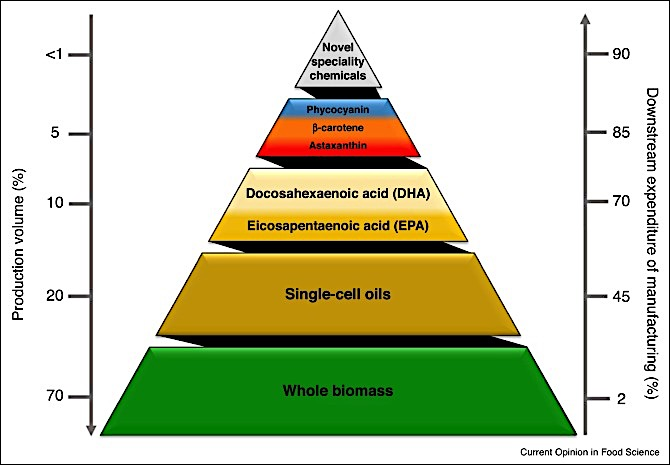 Novel
speciality
chemicals
Phycocyanin
β-carotene
Astaxanthin
Docosahexaenoic acid (DHA)
Eicosapentaenoic acid (EPA)
Single-cell oils
Whole biomass
Production volume (%)
<1
5
10
20
70
Downstream expenditure of manufacturing (%)
90
85
70
45
2
Current Opinion in Food Science